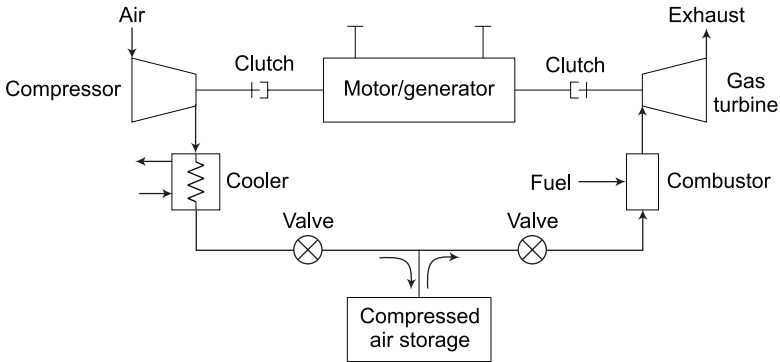 Air
Exhaust
Compressor
Clutch
Motor/generator
Clutch
Gas
turbine
Cooler
Fuel
Combustor
Valve
Valve
Compressed
air storage